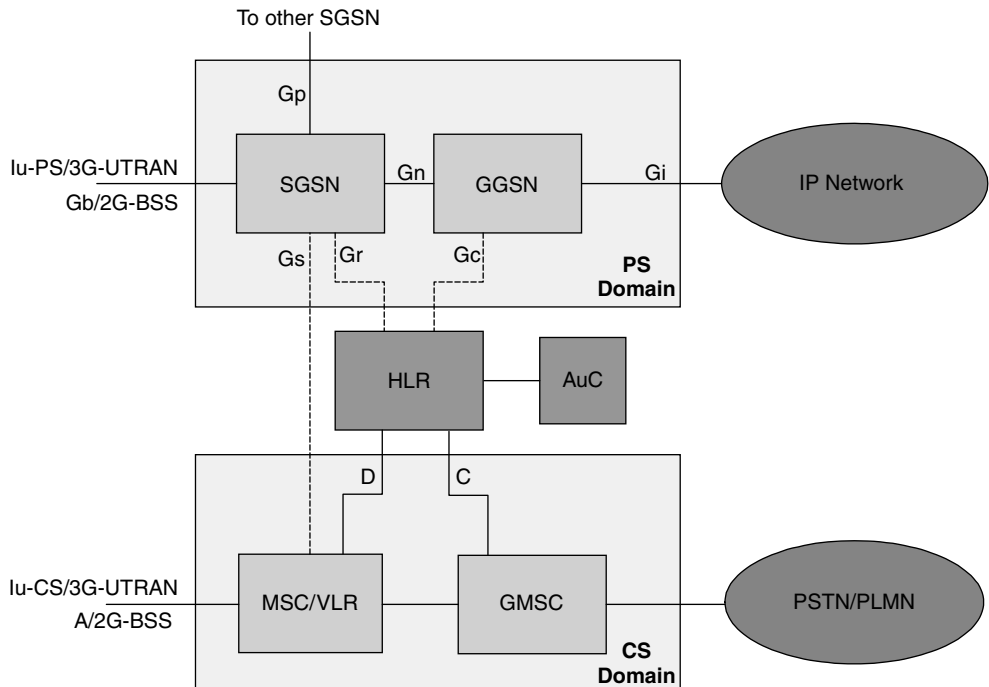 To other SGSN
Gp
Iu-PS/3G-UTRAN
Gb/2G-BSS
SGSN
Gn
GGSN
Gi
IP Network
Gs
Gr
Gc
PS
Domain
HLR
AuC
D
C
Iu-CS/3G-UTRAN
A/2G-BSS
MSC/VLR
GMSC
PSTN/PLMN
CS
Domain